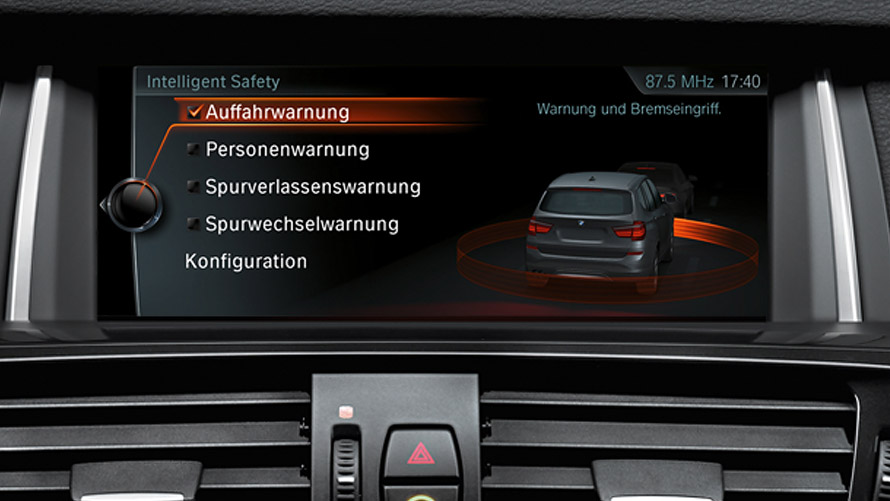 Intelligent Safety
87.5 MHz 17:40
Auffahrwarnung
Warnung und Bremseingriff.
Personenwarnung
Spurverlassenswarnung
Spurwechselwarnung
Konfiguration